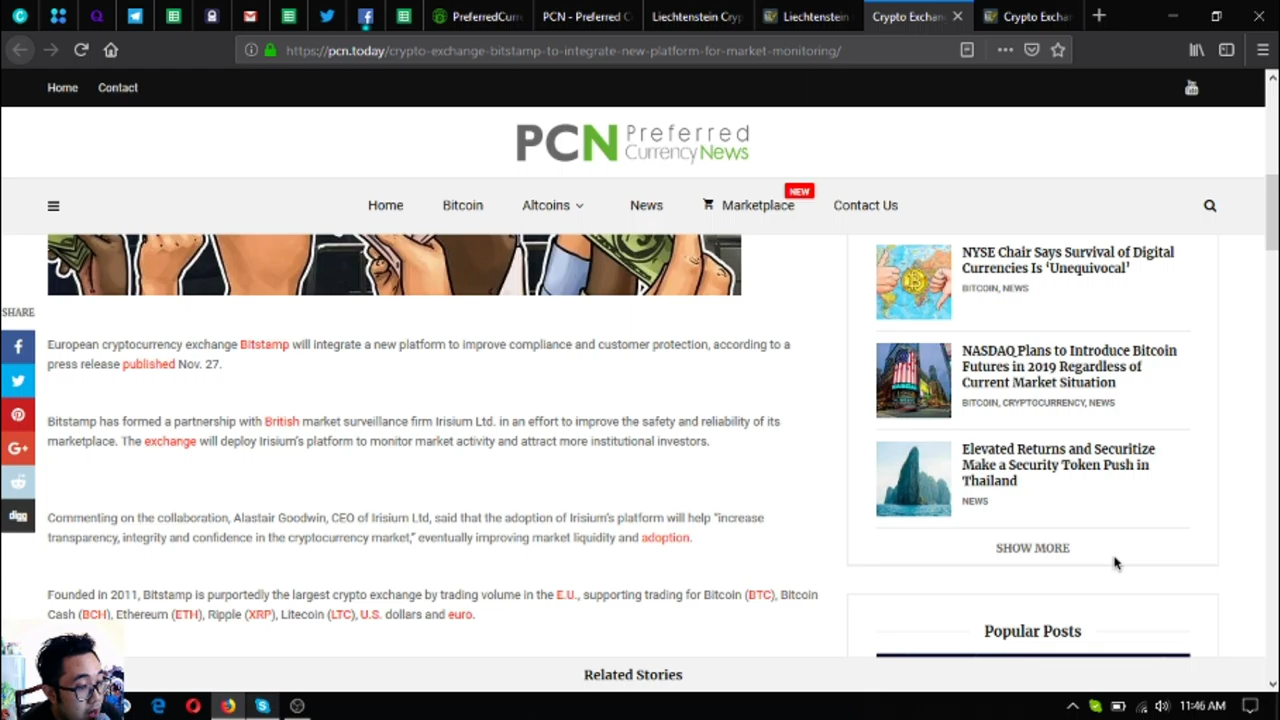 PreferredCurr
PCN - Preferred C
Liechtenstein Cryp
Liechtenstein
Crypto Exchan
Crypto Excha
https://pcn.today/crypto-exchange-bitstamp-to-integrate-new-platform-for-market-monitoring/
Home Contact
PCN Preferred
Currency News
NEW
Home Bitcoin Altcoins News Marketplace Contact Us
SHARE
European cryptocurrency exchange Bitstamp will integrate a new platform to improve compliance and customer protection, according to a
press release published Nov. 27.
Bitstamp has formed a partnership with British market surveillance firm Irisium Ltd. in an effort to improve the safety and reliability of its
marketplace. The exchange will deploy Irisium's platform to monitor market activity and attract more institutional investors.
Commenting on the collaboration, Alastair Goodwin, CEO of Irisium Ltd, said that the adoption of Irisium's platform will help "increase
transparency, integrity and confidence in the cryptocurrency market," eventually improving market liquidity and adoption.
Founded in 2011, Bitstamp is purportedly the largest crypto exchange by trading volume in the E.U., supporting trading for Bitcoin (BTC), Bitcoin
Cash (BCH), Ethereum (ETH), Ripple (XRP), Litecoin (LTC), U.S. dollars and euro.
digg
NYSE Chair Says Survival of Digital
Currencies Is 'Unequivocal'
BITCOIN, NEWS
NASDAQ Plans to Introduce Bitcoin
Futures in 2019 Regardless of
Current Market Situation
BITCOIN, CRYPTOCURRENCY, NEWS
Elevated Returns and Securitize
Make a Security Token Push in
Thailand
NEWS
SHOW MORE
Popular Posts
Related Stories
11:46 AM